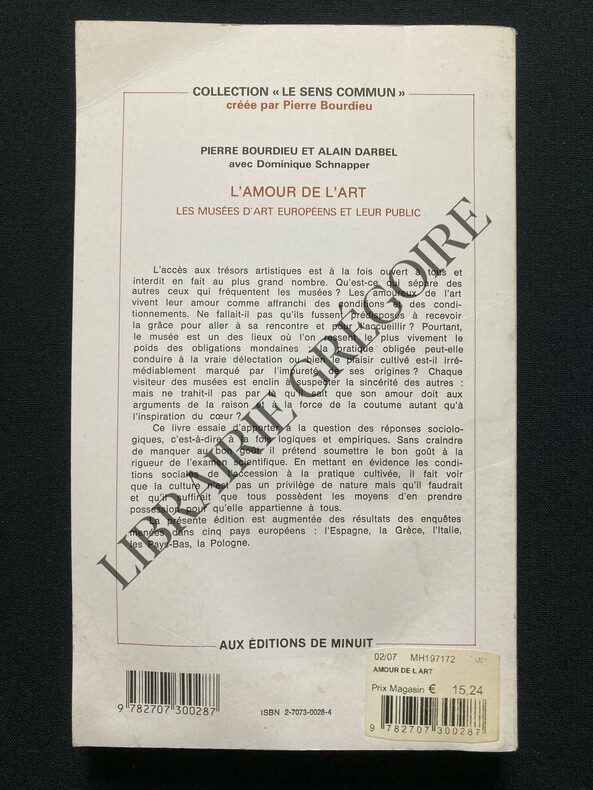 COLLECTION « LE SENS COMMUN »
créée par Pierre Bourdieu
PIERRE BOURDIEU ET ALAIN DARBEL
avec Dominique Schnapper
L'AMOUR DE L'ART
LES MUSÉES D'ART EUROPÉENS ET LEUR PUBLIC
L'accès aux trésors artistiques est à la fois ouvert à tous et
interdit en fait au plus grand nombre. Qu'est-ce qui sépare des
autres ceux qui fréquentent les musées ? Les amoureux de l'art
vivent leur amour comme affranchi des conditions et des condi-
tionnements. Ne fallait-il pas qu'ils fussent prédisposés à recevoir
la grâce pour aller à sa rencontre et pour l'accueillir ? Pourtant,
le musée est un des lieux où l'on ressent le plus vivement le
poids des obligations mondaines : la pratique obligée peut-elle
conduire à la vraie délectation ou bien le plaisir cultivé est-il irré-
médiablement marqué par l'impureté de ses origines ? Chaque
visiteur des musées est enclin à suspecter la sincérité des autres :
mais ne trahit-il pas par là qu'il sait que son amour doit aux
arguments de la raison et à la force de la coutume autant qu'à
l'inspiration du cœur ?
Ce livre essaie d'apporter à la question des réponses sociolo-
giques, c'est-à-dire à la fois logiques et empiriques. Sans craindre
de manquer au bon goût il prétend soumettre le bon goût à la
rigueur de l'examen scientifique. En mettant en évidence les condi-
tions sociales de l'accession à la pratique cultivée, il fait voir
que la culture n'est pas un privilège de nature mais qu'il faudrait
et qu'il suffirait que tous possèdent les moyens d'en prendre
possession pour qu'elle appartienne à tous.
La présente édition est augmentée des résultats des enquêtes
menées dans cinq pays européens : l'Espagne, la Grèce, l'Italie,
les Pays-Bas, la Pologne.
LIBRAIRIE GRÉGOIRE
AUX ÉDITIONS DE MINUIT
9 782707 300287
ISBN 2-7073-0028-4
02/07 MH197172
AMOUR DE L ART
Prix Magasin € 15,24
9 782707 300287